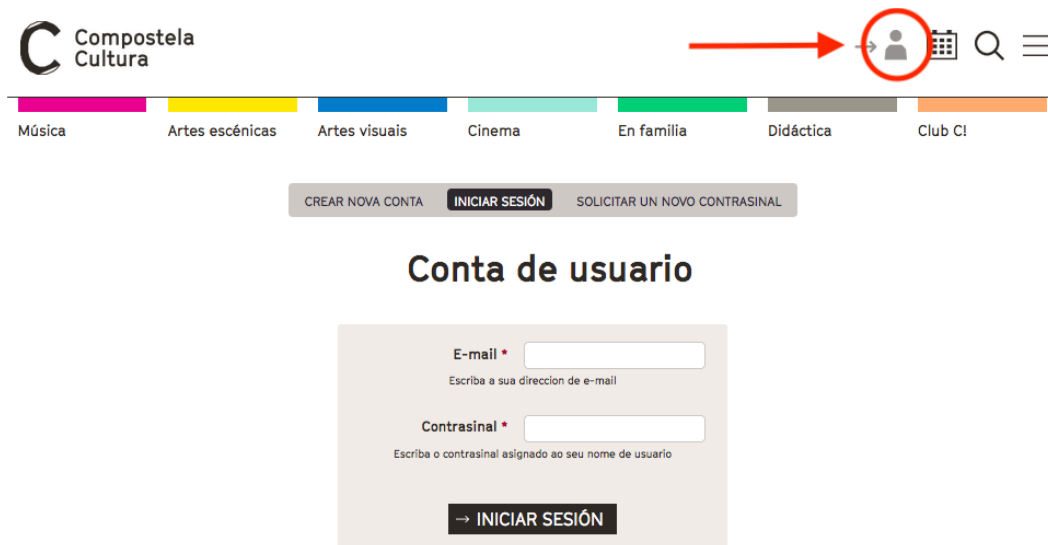 Compostela
Cultura
Música Artes escénicas Artes visuais Cinema En familia Didáctica Club C!
CREAR NOVA CONTA INICIAR SESIÓN SOLICITAR UN NOVO CONTRASINAL
Conta de usuario
E-mail *
Escriba a sua direccion de e-mail
Contrasinal *
Escriba o contrasinal asignado ao seu nome de usuario
→ INICIAR SESIÓN